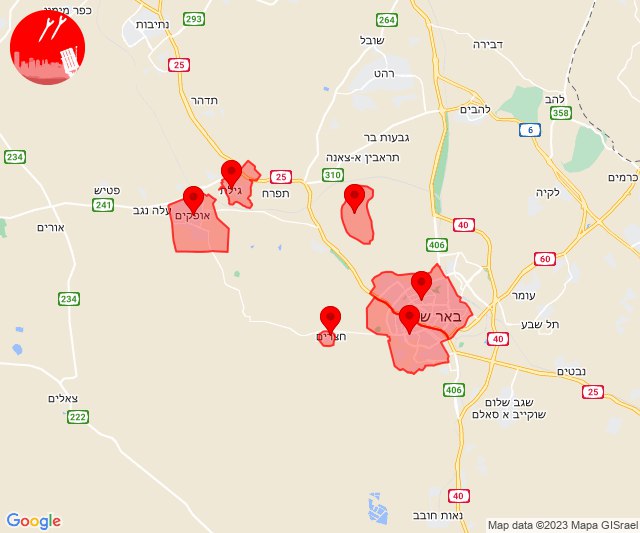 כפר מימון
נתיבות
293
264
שובל
דבירה
רהט
25
להב
358
תדהר
להבים
6
234
גבעות בר
תראבין א-צאנה
כרמים
310
25
גילת
פטיש
תפרח
לקיה
241
עלה נגב
אופקים
אורים
40
406
60
234
עומר
באר ש
תל שבע
חצרים
40
נבטים
צאלים
406
25
222
שגב שלום
שוקייב א סאלם
40
נאות חובב
Google
Map data ©2023 Mapa GISrael